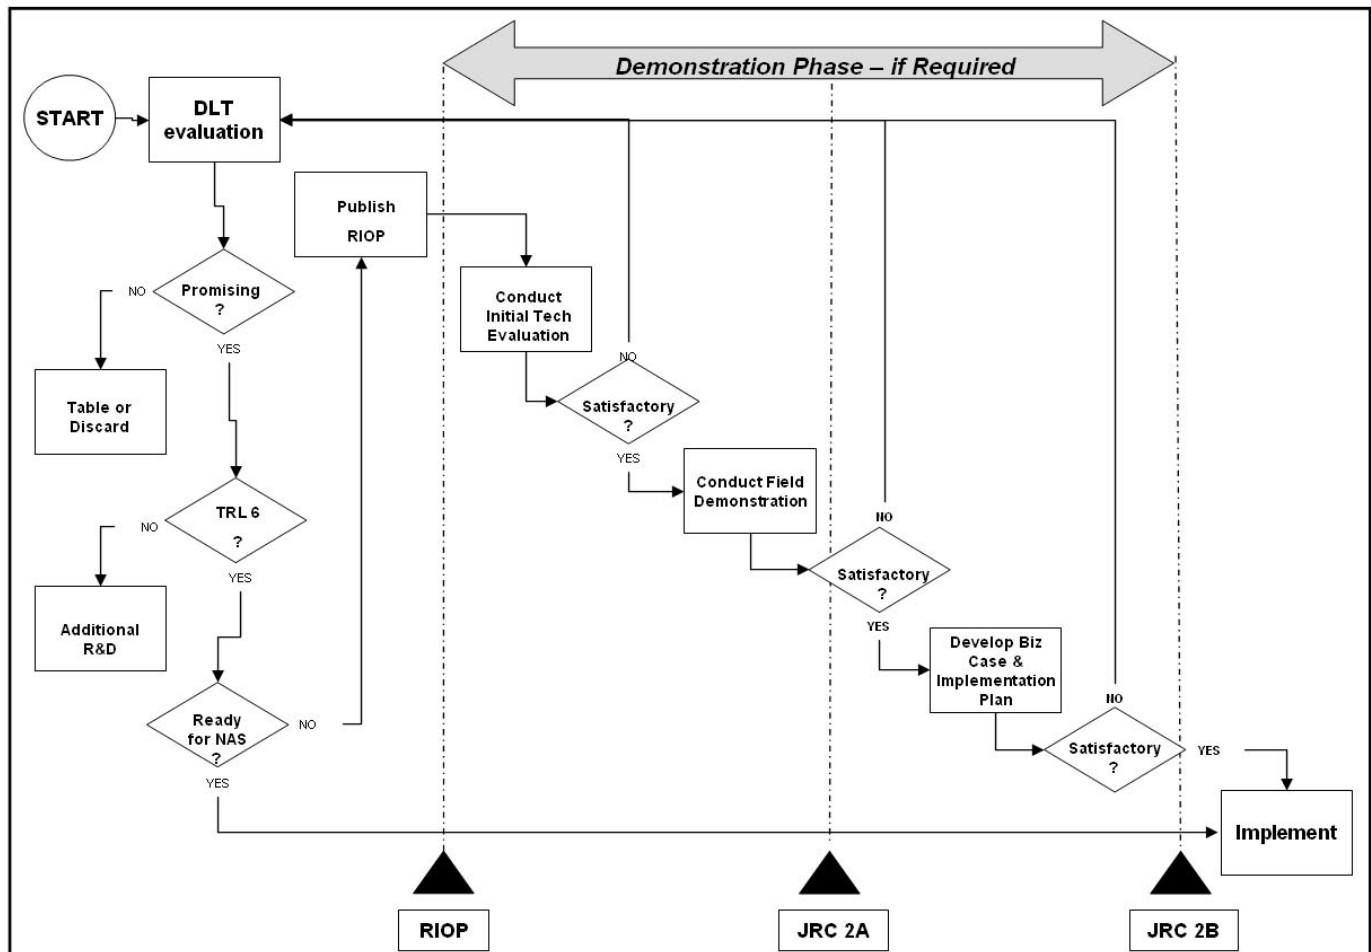 Demonstration Phase – if Required
START
DLT
evaluation
Publish
RIOP
Promising
?
NO
YES
Conduct
Initial Tech
Evaluation
Table or
Discard
NO
Satisfactory
?
YES
Conduct Field
Demonstration
TRL 6
?
NO
YES
NO
Satisfactory
?
YES
Additional
R&D
Develop Biz
Case &
Implementation
Plan
Ready
for NAS
?
NO
YES
NO
Satisfactory
?
YES
Implement
RIOP
JRC 2A
JRC 2B